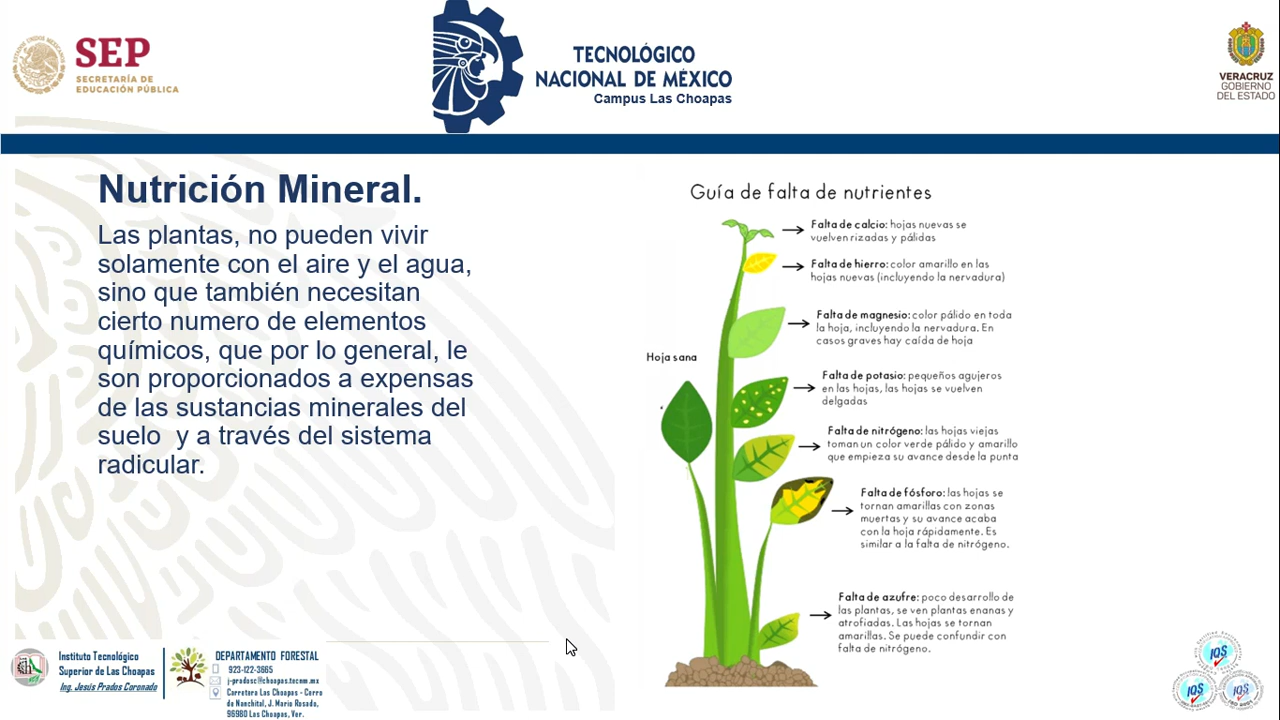 SEP
SECRETARÍA DE
EDUCACIÓN PÚBLICA
TECNOLÓGICO
NACIONAL DE MÉXICO
Campus Las Choapas
VERACRUZ
GOBIERNO
DEL ESTADO
Nutrición Mineral.
Las plantas, no pueden vivir
solamente con el aire y el agua,
sino que también necesitan
cierto numero de elementos
químicos, que por lo general, le
son proporcionados a expensas
de las sustancias minerales del
suelo y a través del sistema
radicular.
Guía de falta de nutrientes
Falta de calcio: hojas nuevas se
vuelven rizadas y pálidas
Falta de hierro: color amarillo en las
hojas nuevas (incluyendo la nervadura)
Falta de magnesio: color pálido en toda
la hoja, incluyendo la nervadura. En
casos graves hay caída de hoja
Hoja sana
Falta de potasio: pequeños agujeros
en las hojas, las hojas se vuelven
delgadas
Falta de nitrógeno: las hojas viejas
toman un color verde pálido y amarillo
que empieza su avance desde la punta
Falta de fósforo: las hojas se
tornan amarillas con zonas
muertas y su avance acaba
con la hoja rápidamente. Es
similar a la falta de nitrógeno.
Falta de azufre: poco desarrollo de
las plantas, se ven plantas enanas y
atrofiadas. Las hojas se tornan
amarillas. Se puede confundir con
falta de nitrógeno.
Instituto Tecnológico
Superior de Las Choapas
Ing. Jesús Prados Coronado
DEPARTAMENTO FORESTAL
923-122-3665
j-pradosc@choapas.tecnm.mx
Carretera Las Choapas - Cerro
de Nanchital, J. Mario Rosado,
96980 Las Choapas, Ver.
IQS
IQS
IQS